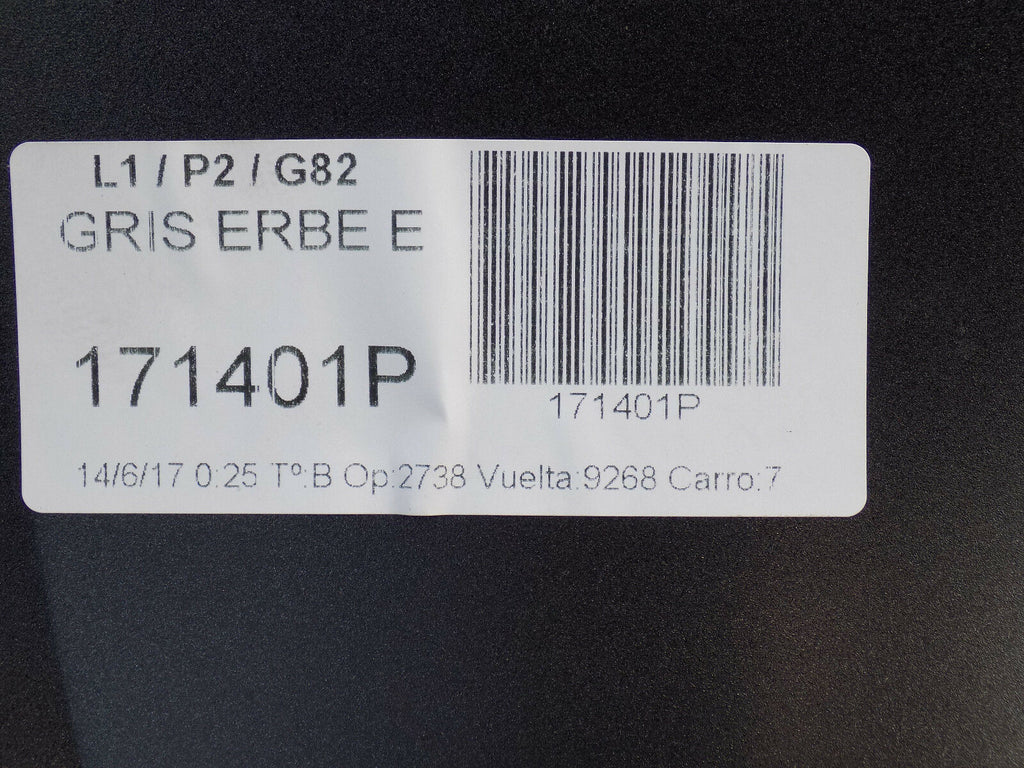 L1 / P2 / G82
GRIS ERBE E
171401P
171401P
14/6/17 0:25 Tº:B Op:2738 Vuelta:9268 Carro:7